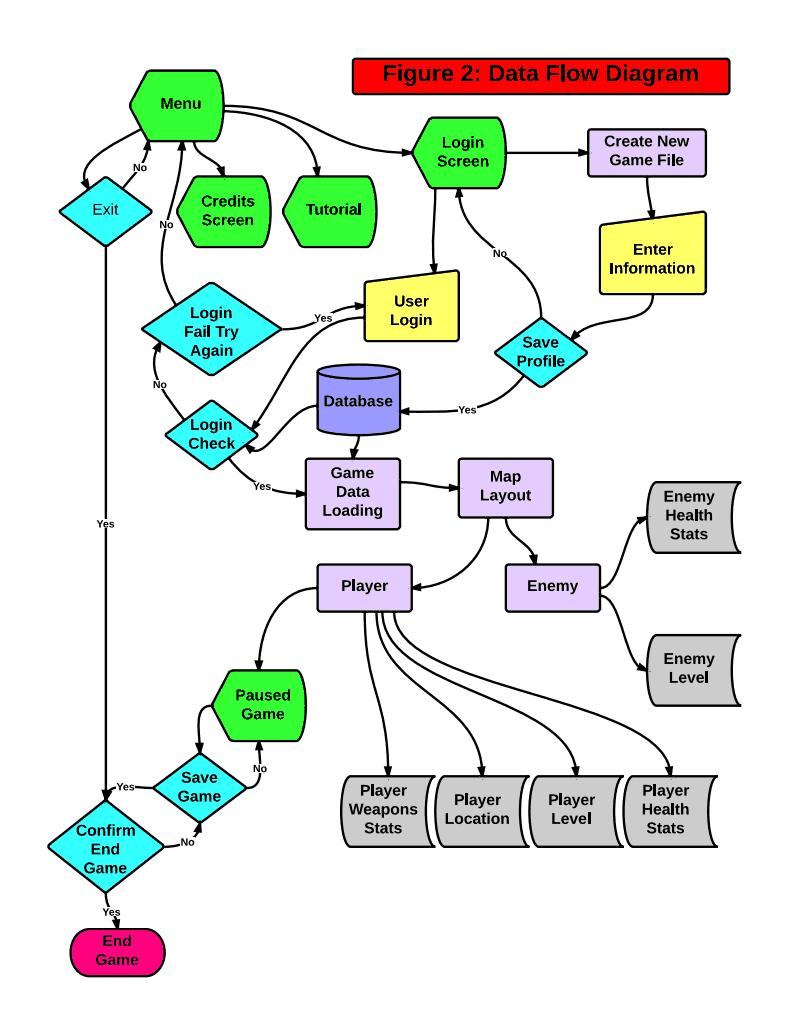 Figure 2: Data Flow Diagram
Menu
Login
Screen
Create New
Game File
No
Exit
Credits
Screen
Tutorial
No
No
Enter
Information
Login
Fail Try
Again
Yes
User
Login
Save
Profile
No
Database
Yes
Login
Check
Yes
Game
Data
Loading
Map
Layout
Enemy
Health
Stats
Yes
Player
Enemy
Enemy
Level
Paused
Game
No
Save
Game
Yes
Player
Weapons
Stats
Player
Location
Player
Level
Player
Health
Stats
Confirm
End
Game
No
Yes
End
Game